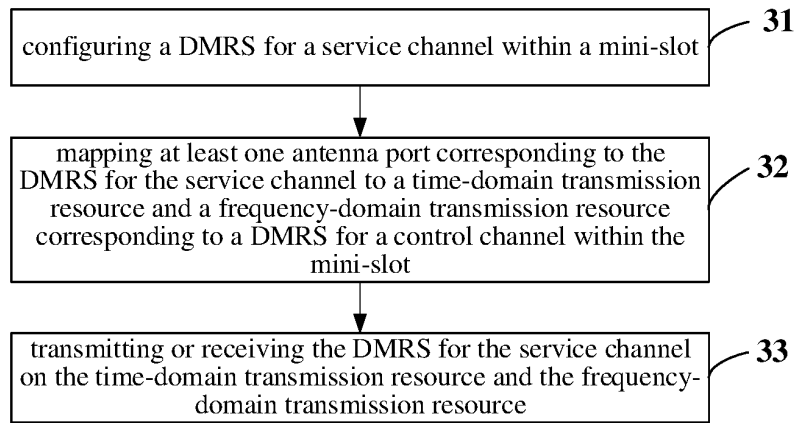 configuring a DMRS for a service channel within a mini-slot
31
mapping at least one antenna port corresponding to the
DMRS for the service channel to a time-domain transmission
resource and a frequency-domain transmission resource
corresponding to a DMRS for a control channel within the
mini-slot
32
transmitting or receiving the DMRS for the service channel
on the time-domain transmission resource and the frequency-
domain transmission resource
33